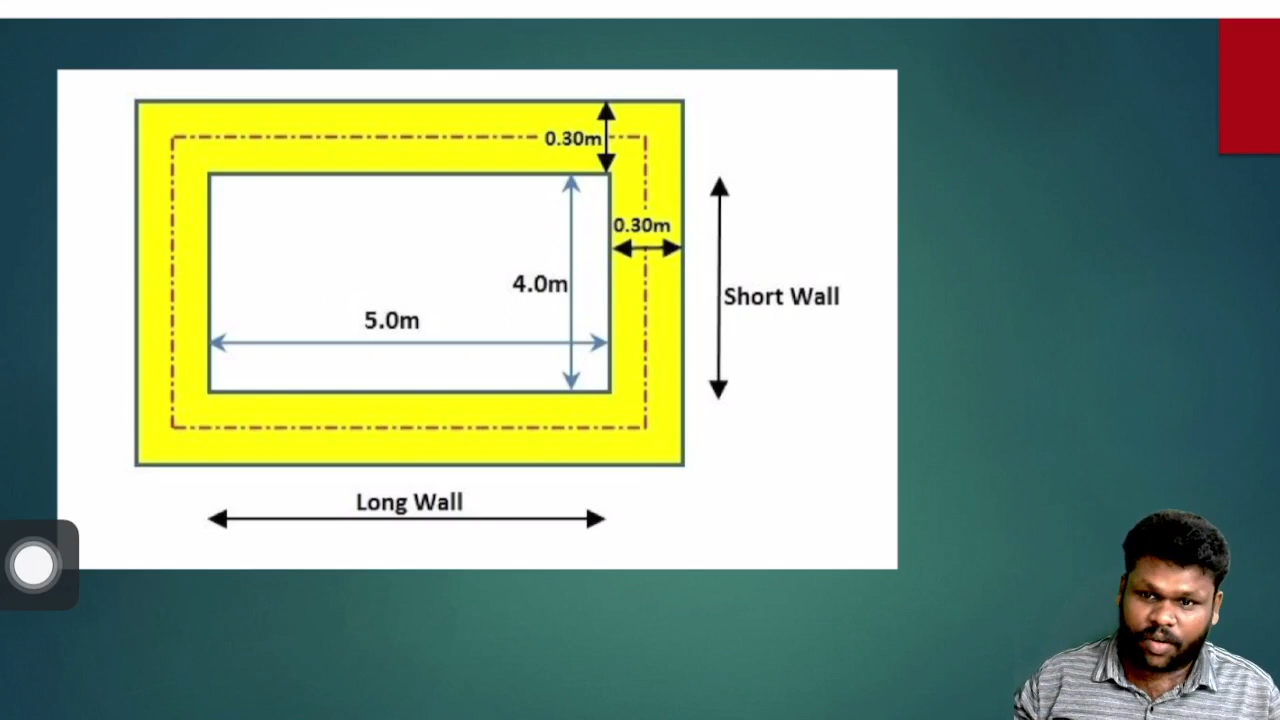 0.30m
0.30m
4.0m
Short Wall
5.0m
Long Wall